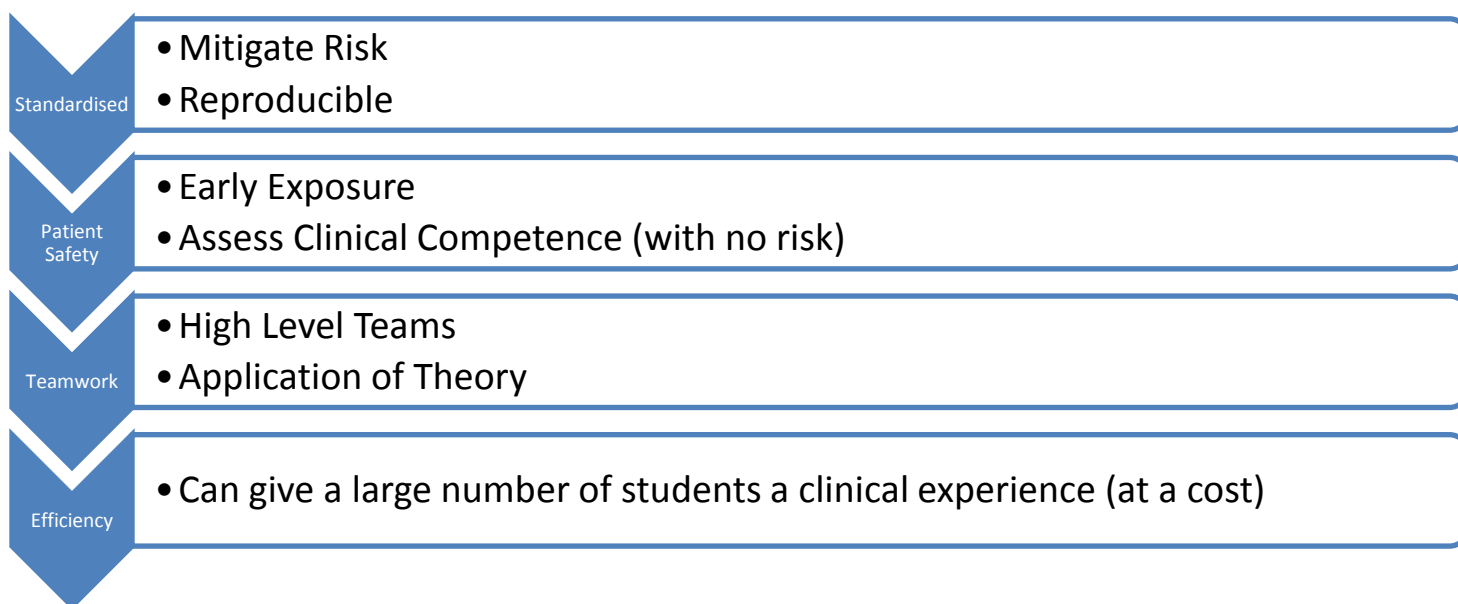 Standardised
• Mitigate Risk
• Reproducible
Patient
Safety
• Early Exposure
• Assess Clinical Competence (with no risk)
Teamwork
• High Level Teams
• Application of Theory
Efficiency
• Can give a large number of students a clinical experience (at a cost)